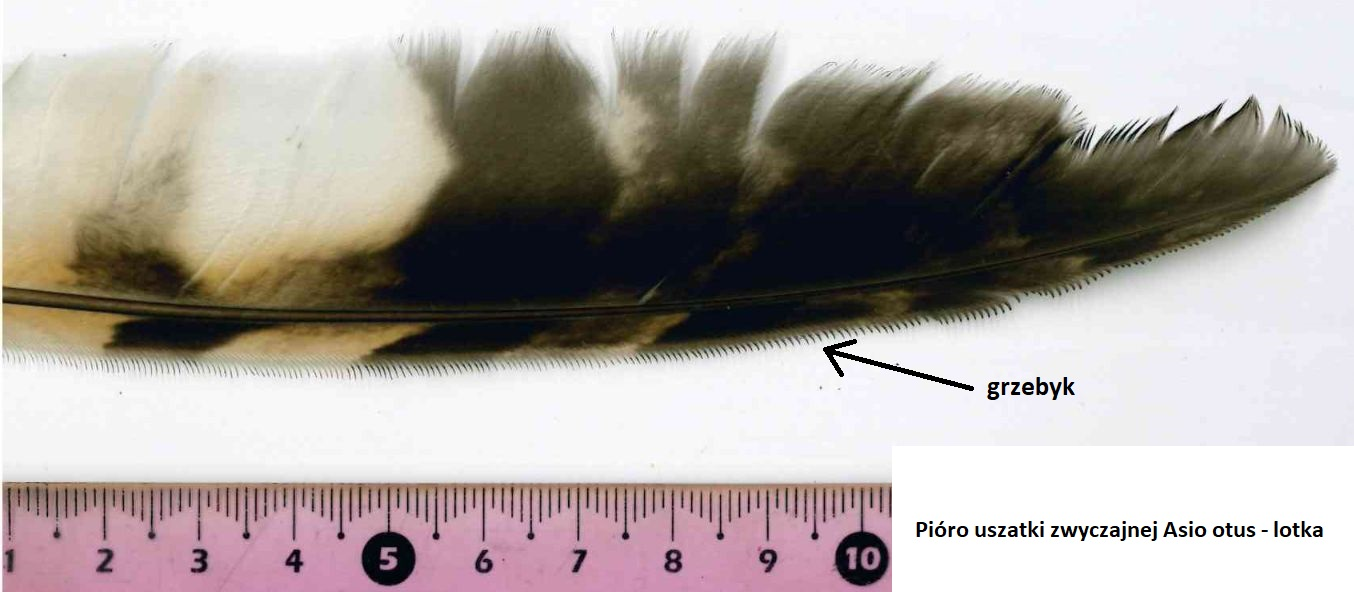 grzebyk
1 2 3 4 5 6 7 8 9 10
Pióro uszatki zwyczajnej Asio otus - lotka